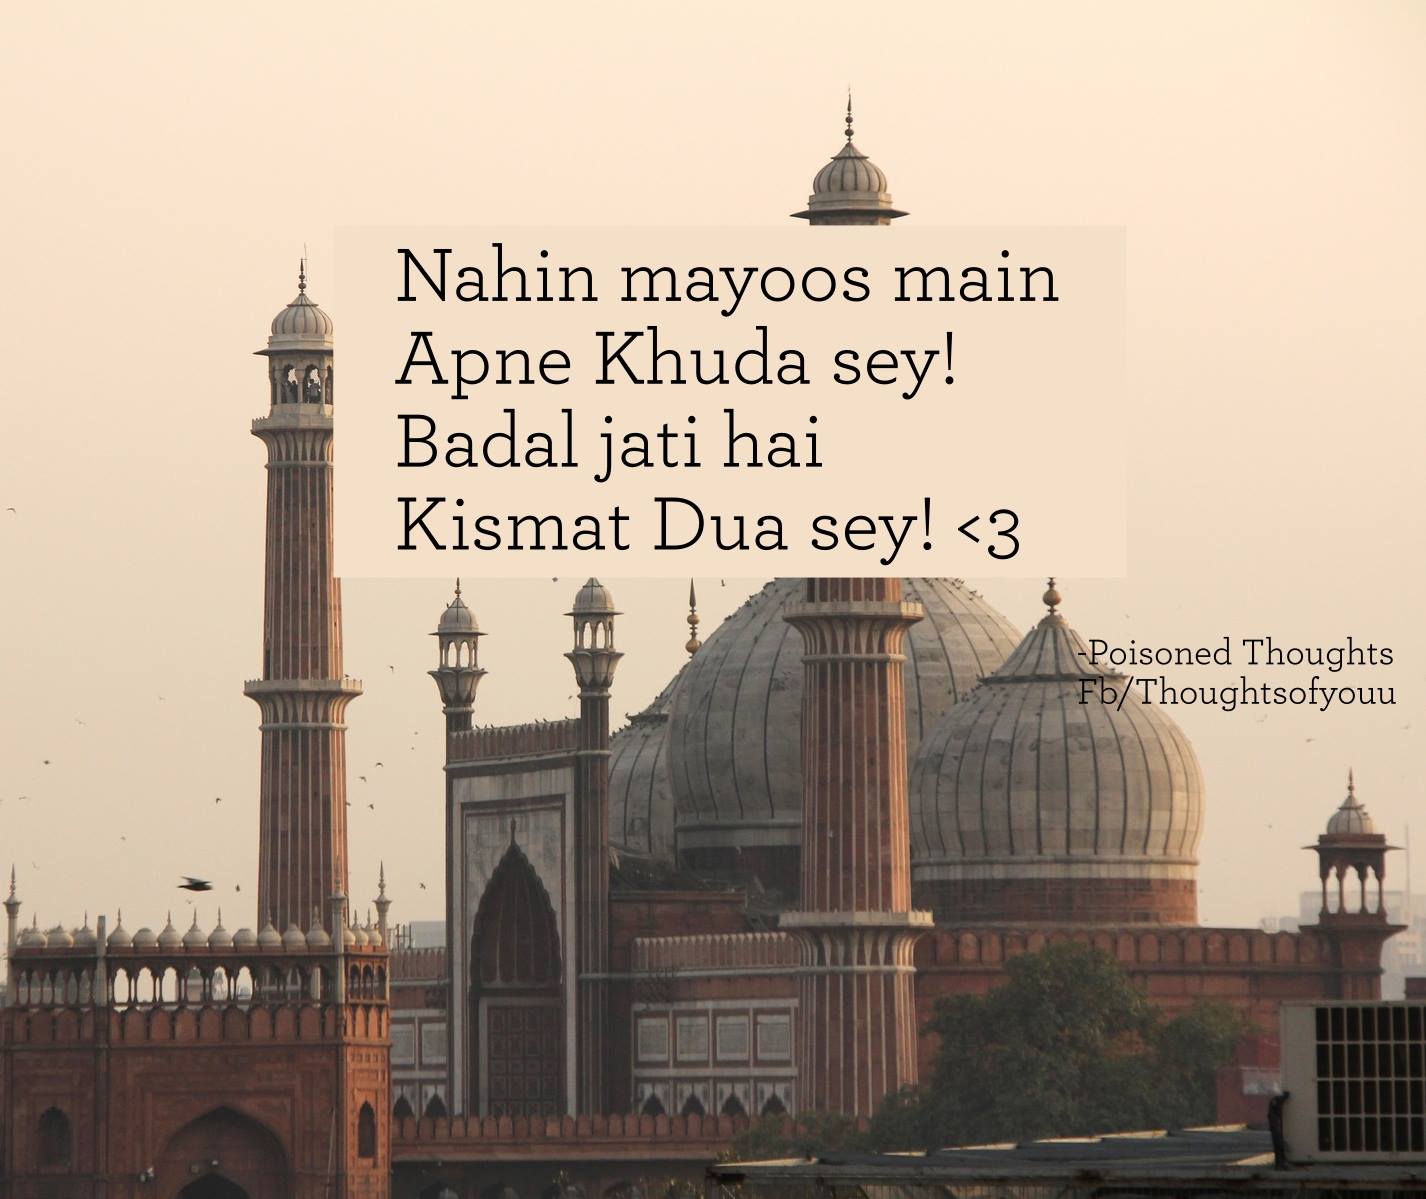 Nahin mayoos main
Apne Khuda sey!
Badal jati hai
Kismat Dua sey! <3
-Poisoned Thoughts
Fb/Thoughtsofyouu